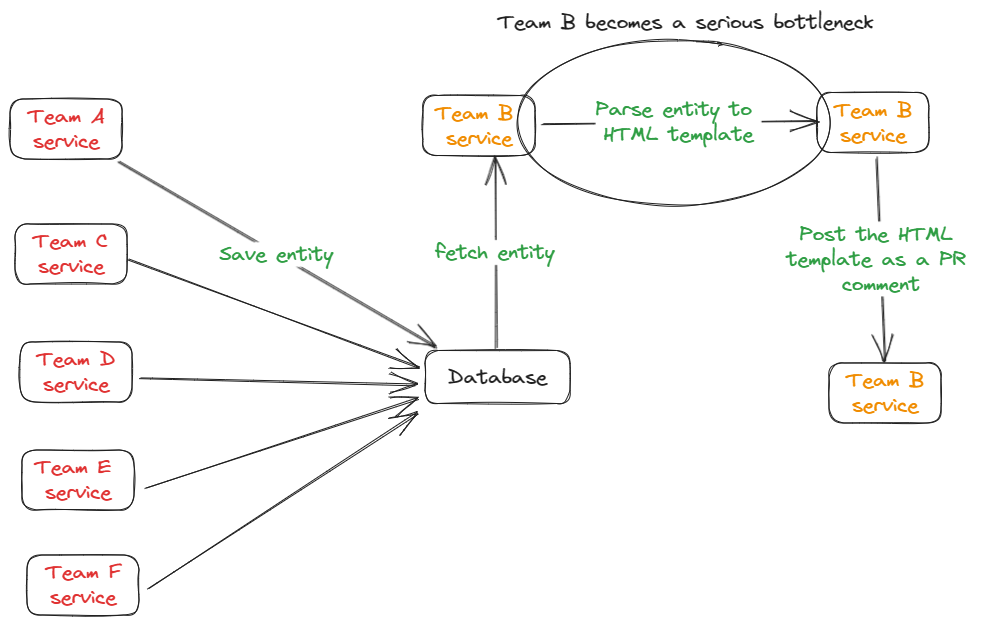 Team B becomes a serious bottleneck
Team A
service
Team B
service
Parse entity to
HTML template
Team B
service
Team C
service
Save entity
fetch entity
Post the HTML
template as a PR
comment
Team D
service
Database
Team B
service
Team E
service
Team F
service